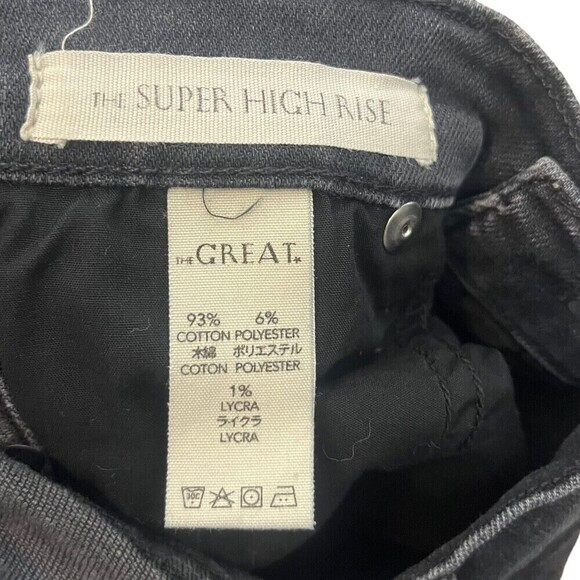 THE SUPER HIGH RISE
THE GREAT.
93% 6%
COTTON POLYESTER
木綿 ポリエステル
COTON POLYESTER
1%
LYCRA
ライクラ
LYCRA
30C